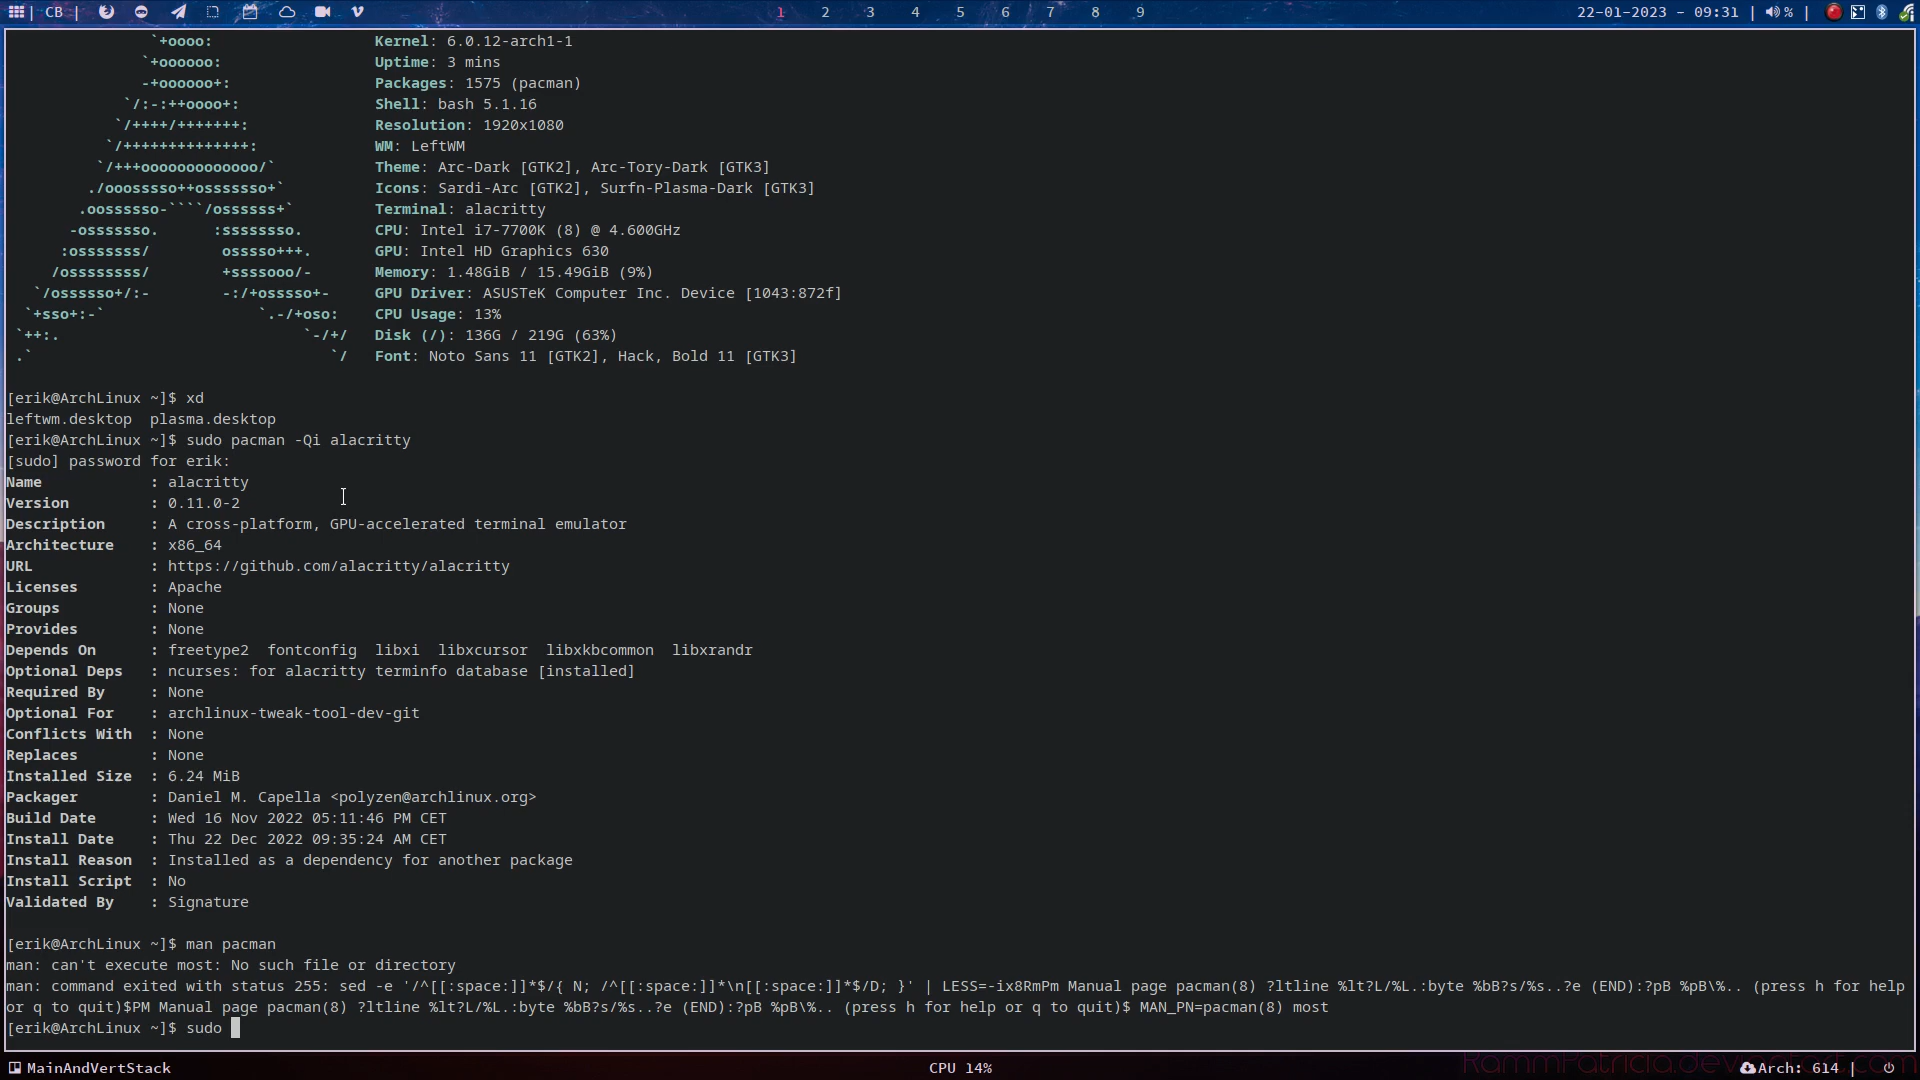 CB | 1 2 3 4 5 6 7 8 9 22-01-2023 - 09:31 | % |
`+oooo: Kernel: 6.0.12-arch1-1
`+oooooo: Uptime: 3 mins
-+oooooo+: Packages: 1575 (pacman)
`/:-:++oooo+: Shell: bash 5.1.16
`/++++/+++++++: Resolution: 1920x1080
`/++++++++++++++: WM: LeftWM
`/+++ooooooooooooo/` Theme: Arc-Dark [GTK2], Arc-Tory-Dark [GTK3]
./ooosssso++osssssso+` Icons: Sardi-Arc [GTK2], Surfn-Plasma-Dark [GTK3]
.oossssso-````/ossssss+` Terminal: alacritty
-osssssso. :ssssssso. CPU: Intel i7-7700K (8) @ 4.600GHz
:osssssss/ osssso+++. GPU: Intel HD Graphics 630
/ossssssss/ +ssssooo/- Memory: 1.48GiB / 15.49GiB (9%)
`/ossssso+/:- -:/+osssso+- GPU Driver: ASUSTeK Computer Inc. Device [1043:872f]
`+sso+:-` `.-/+oso: CPU Usage: 13%
`++:. `-/+/ Disk (/): 136G / 219G (63%)
.` `/ Font: Noto Sans 11 [GTK2], Hack, Bold 11 [GTK3]
[erik@ArchLinux ~]$ xd
leftwm.desktop  plasma.desktop
[erik@ArchLinux ~]$ sudo pacman -Qi alacritty
[sudo] password for erik:
Name : alacritty
Version : 0.11.0-2
Description : A cross-platform, GPU-accelerated terminal emulator
Architecture : x86_64
URL : https://github.com/alacritty/alacritty
Licenses : Apache
Groups : None
Provides : None
Depends On : freetype2  fontconfig  libxi  libxcursor  libxkbcommon  libxrandr
Optional Deps : ncurses: for alacritty terminfo database [installed]
Required By : None
Optional For : archlinux-tweak-tool-dev-git
Conflicts With : None
Replaces : None
Installed Size : 6.24 MiB
Packager : Daniel M. Capella <polyzen@archlinux.org>
Build Date : Wed 16 Nov 2022 05:11:46 PM CET
Install Date : Thu 22 Dec 2022 09:35:24 AM CET
Install Reason : Installed as a dependency for another package
Install Script : No
Validated By : Signature
[erik@ArchLinux ~]$ man pacman
man: can't execute most: No such file or directory
man: command exited with status 255: sed -e '/^[[:space:]]*$/{ N; /^[[:space:]]*\n[[:space:]]*$/D; }' | LESS=-ix8RmPm Manual page pacman(8) ?ltline %lt?L/%L.:byte %bB?s/%s..?e (END):?pB %pB\%.. (press h for help
or q to quit)$PM Manual page pacman(8) ?ltline %lt?L/%L.:byte %bB?s/%s..?e (END):?pB %pB\%.. (press h for help or q to quit)$ MAN_PN=pacman(8) most
[erik@ArchLinux ~]$ sudo
RammPatricia.deviantart.com
MainAndVertStack CPU 14% Arch: 614 |